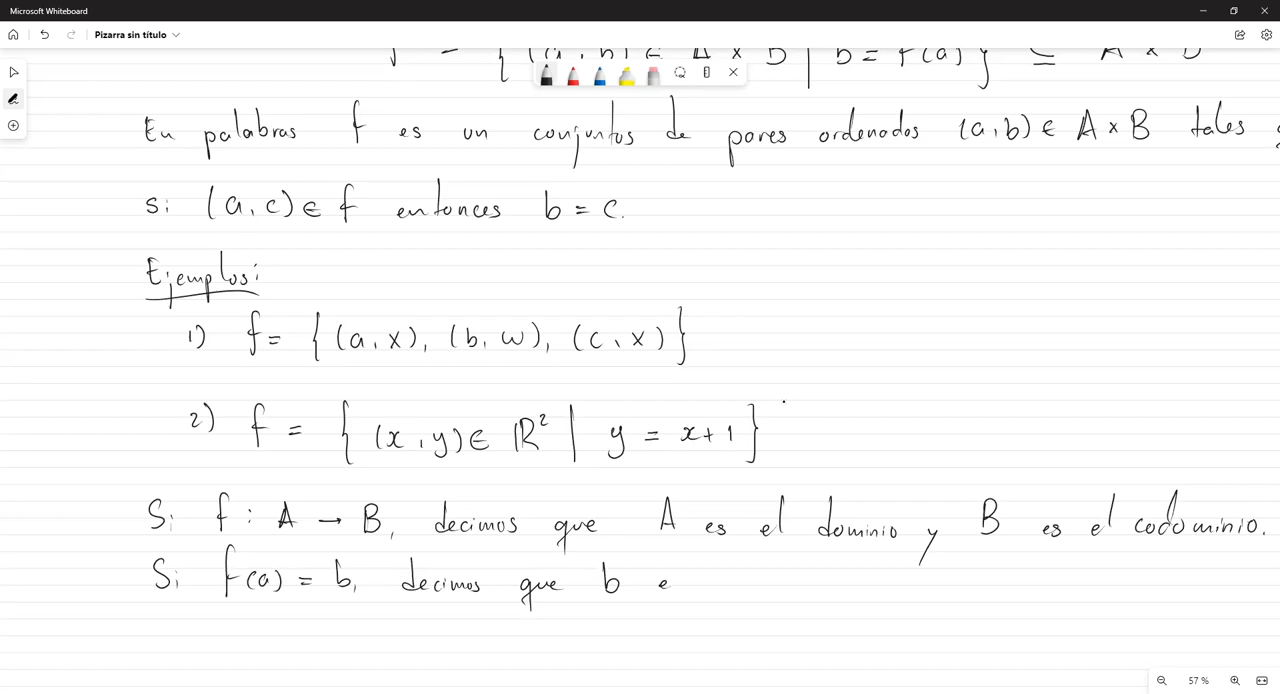 Microsoft Whiteboard
Pizarra sin título
f = {(a, b) ∈ A × B | b = f(a)} ⊆ A × B
En palabras f es un conjuntos de pares ordenados (a,b) ∈ A × B tales
si (a, c) ∈ f entonces b = c.
Ejemplos:
1) f = {(a, x), (b, w), (c, x)}
2) f = {(x, y) ∈ ℝ² | y = x+1}
Si f : A → B, decimos que A es el dominio y B es el codominio.
Si f(a) = b, decimos que b e
57 %